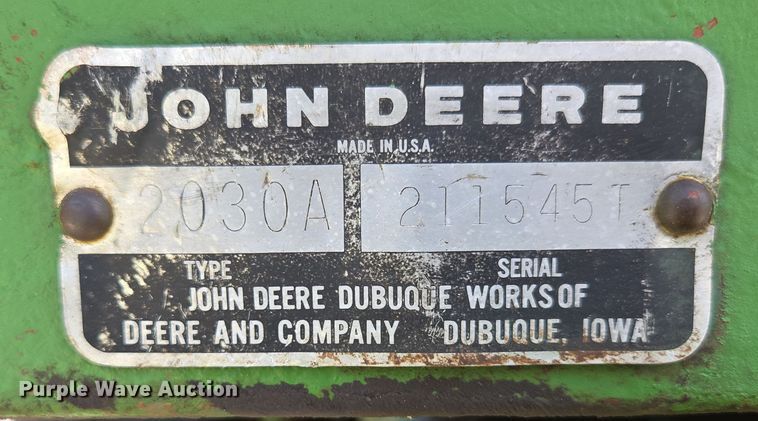 JOHN DEERE
MADE IN U.S.A.
2030A 211545T
TYPE SERIAL
JOHN DEERE DUBUQUE WORKS OF
DEERE AND COMPANY DUBUQUE, IOWA
Purple Wave Auction